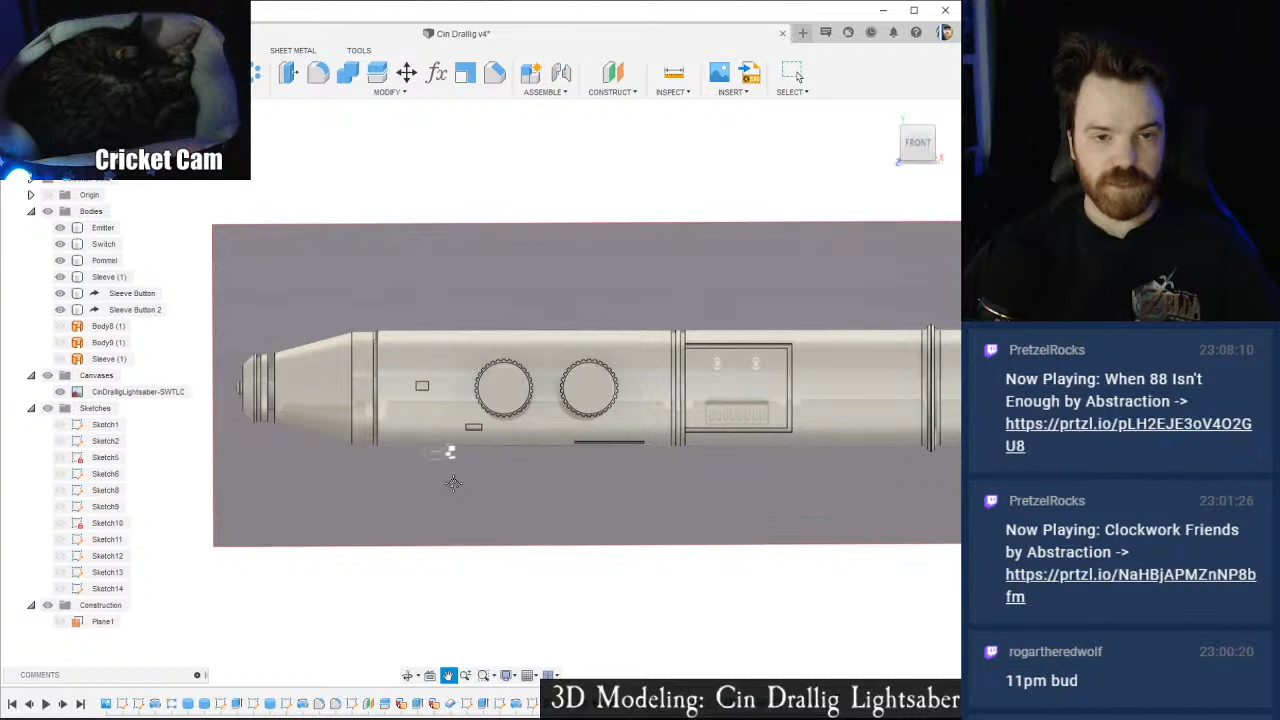 Cricket Cam
Cin Drallig v4*
SHEET METAL
TOOLS
MODIFY
ASSEMBLE
CONSTRUCT
INSPECT
INSERT
SELECT
FRONT
Y
X
Z
Origin
Bodies
Emitter
Switch
Pommel
Sleeve (1)
Sleeve Button
Sleeve Button 2
Body8 (1)
Body9 (1)
Sleeve (1)
Canvases
CinDralligLightsaber-SWTLC
Sketches
Sketch1
Sketch2
Sketch5
Sketch6
Sketch8
Sketch9
Sketch10
Sketch11
Sketch12
Sketch13
Sketch14
Construction
Plane1
COMMENTS
3D Modeling: Cin Drallig Lightsaber
PretzelRocks 23:08:10
Now Playing: When 88 Isn't
Enough by Abstraction ->
https://prtzl.io/pLH2EJE3oV4O2G
U8
PretzelRocks 23:01:26
Now Playing: Clockwork Friends
by Abstraction ->
https://prtzl.io/NaHBjAPMZnNP8b
fm
rogartheredwolf 23:00:20
11pm bud